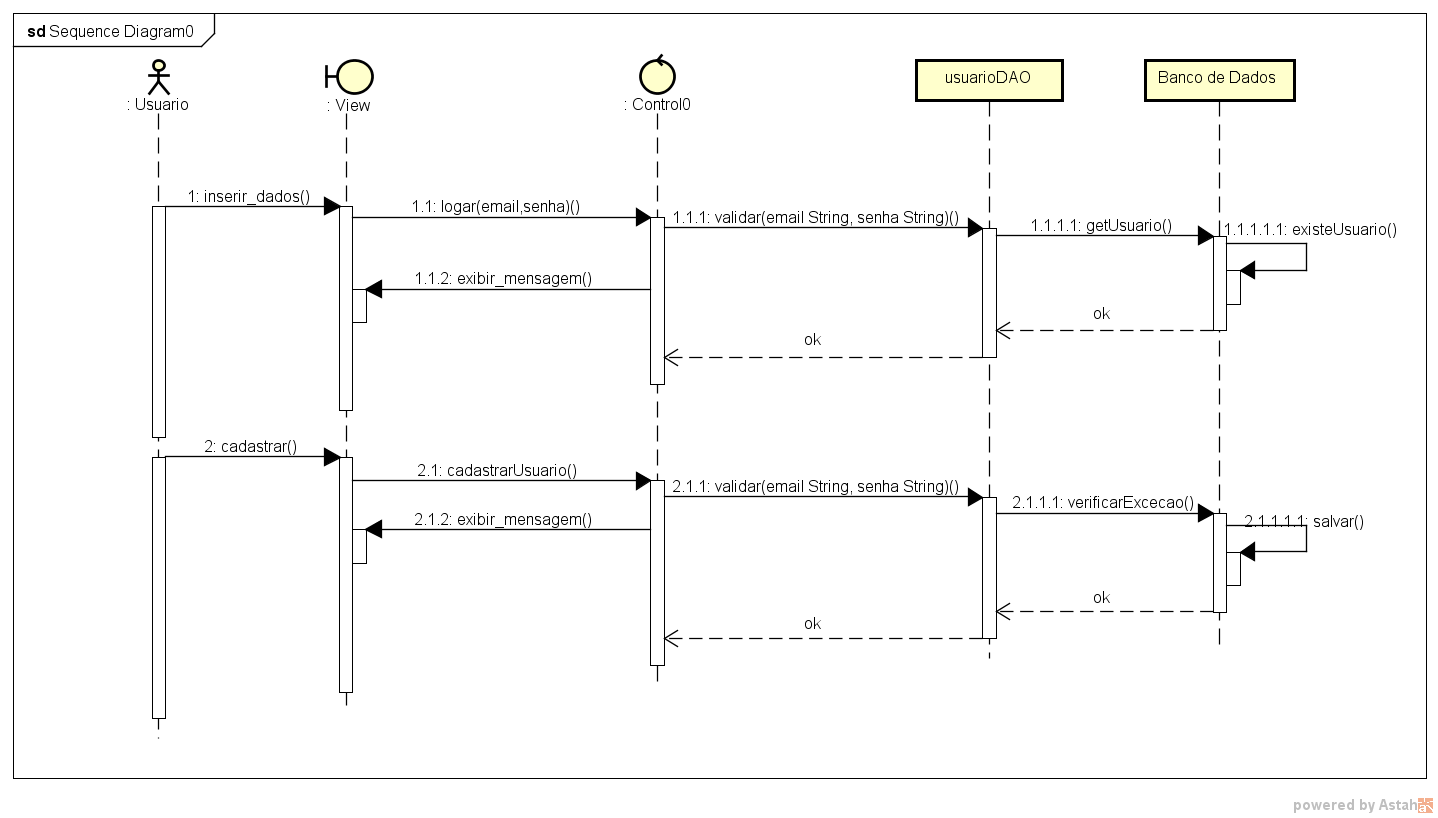 sd Sequence Diagram0
: Usuario
: View
: Control0
usuarioDAO
Banco de Dados
1: inserir_dados()
1.1: logar(email,senha)()
1.1.1: validar(email String, senha String)()
1.1.1.1: getUsuario()
1.1.1.1.1: existeUsuario()
1.1.2: exibir_mensagem()
ok
ok
2: cadastrar()
2.1: cadastrarUsuario()
2.1.1: validar(email String, senha String)()
2.1.1.1: verificarExcecao()
2.1.1.1.1: salvar()
2.1.2: exibir_mensagem()
ok
ok
powered by Astah